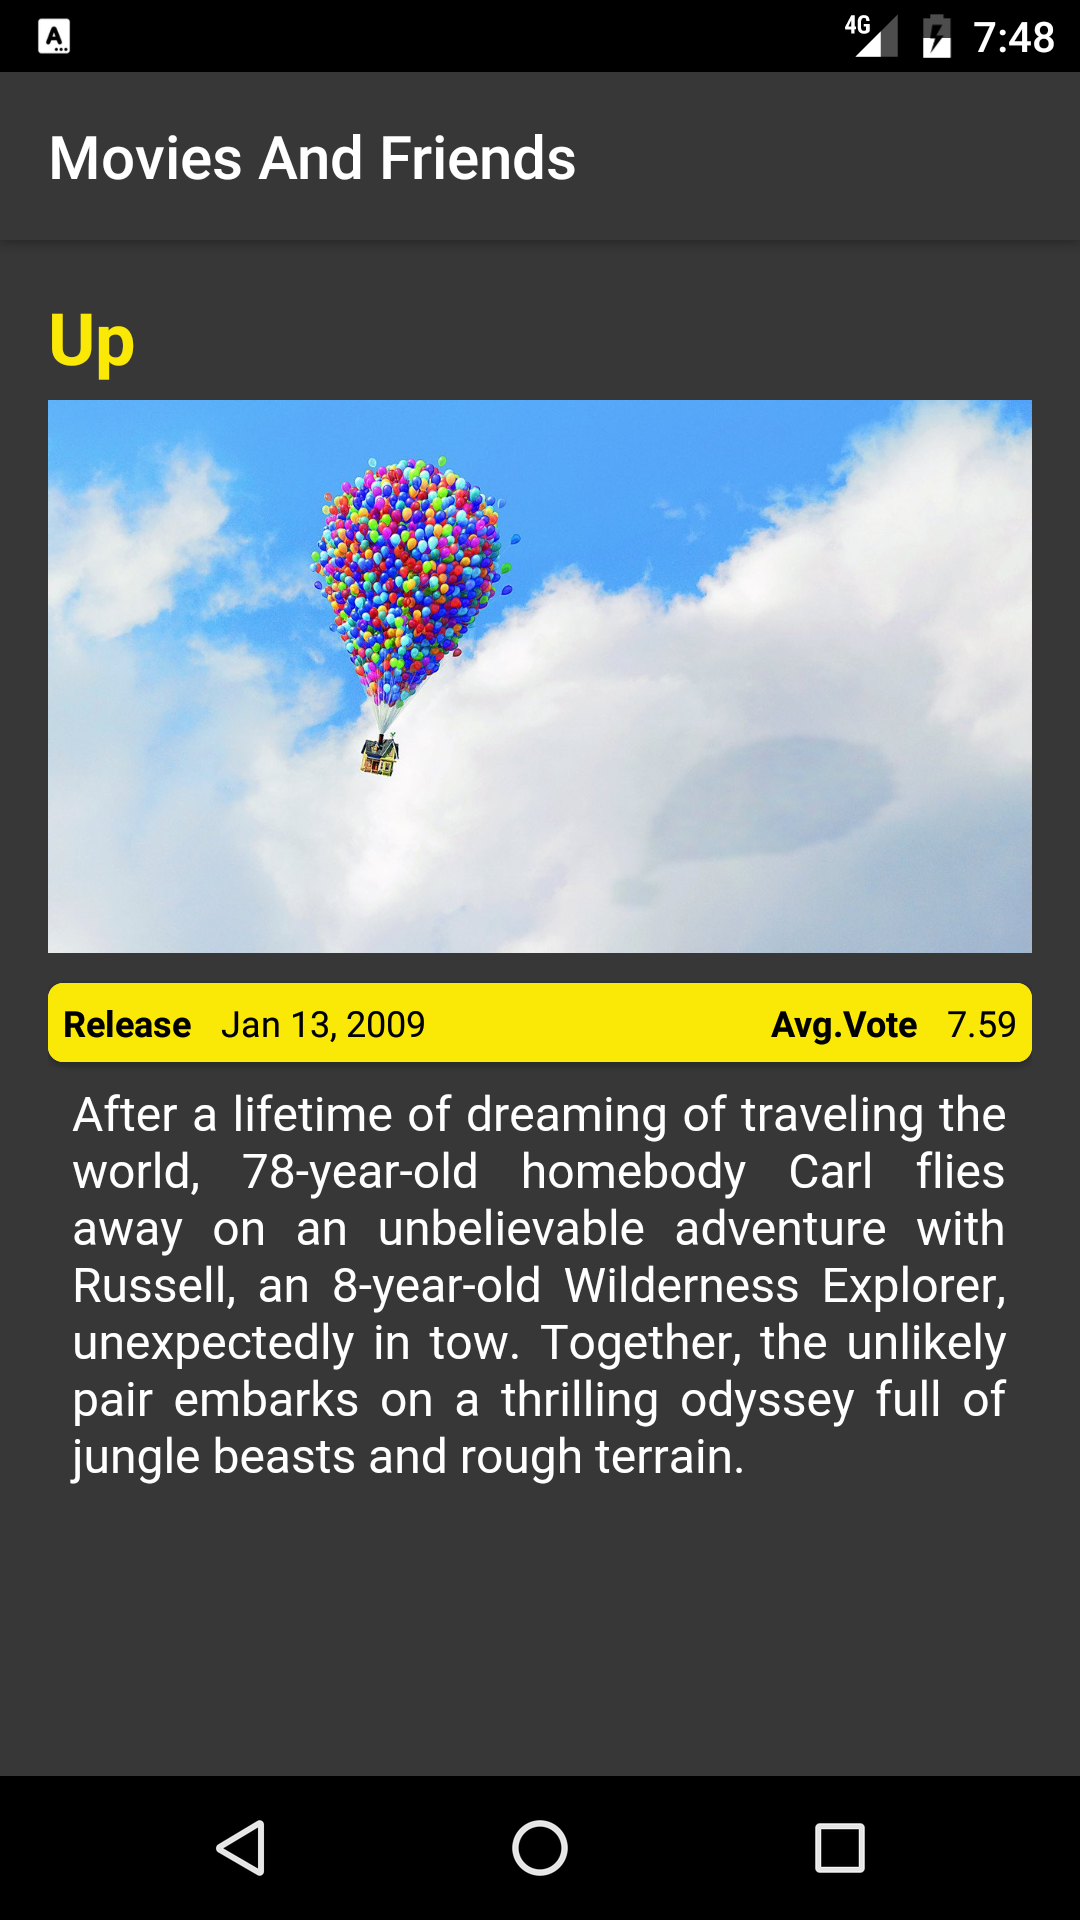 A
4G
7:48
Movies And Friends
Up
Release Jan 13, 2009 Avg.Vote 7.59
After a lifetime of dreaming of traveling the
world, 78-year-old homebody Carl flies
away on an unbelievable adventure with
Russell, an 8-year-old Wilderness Explorer,
unexpectedly in tow. Together, the unlikely
pair embarks on a thrilling odyssey full of
jungle beasts and rough terrain.